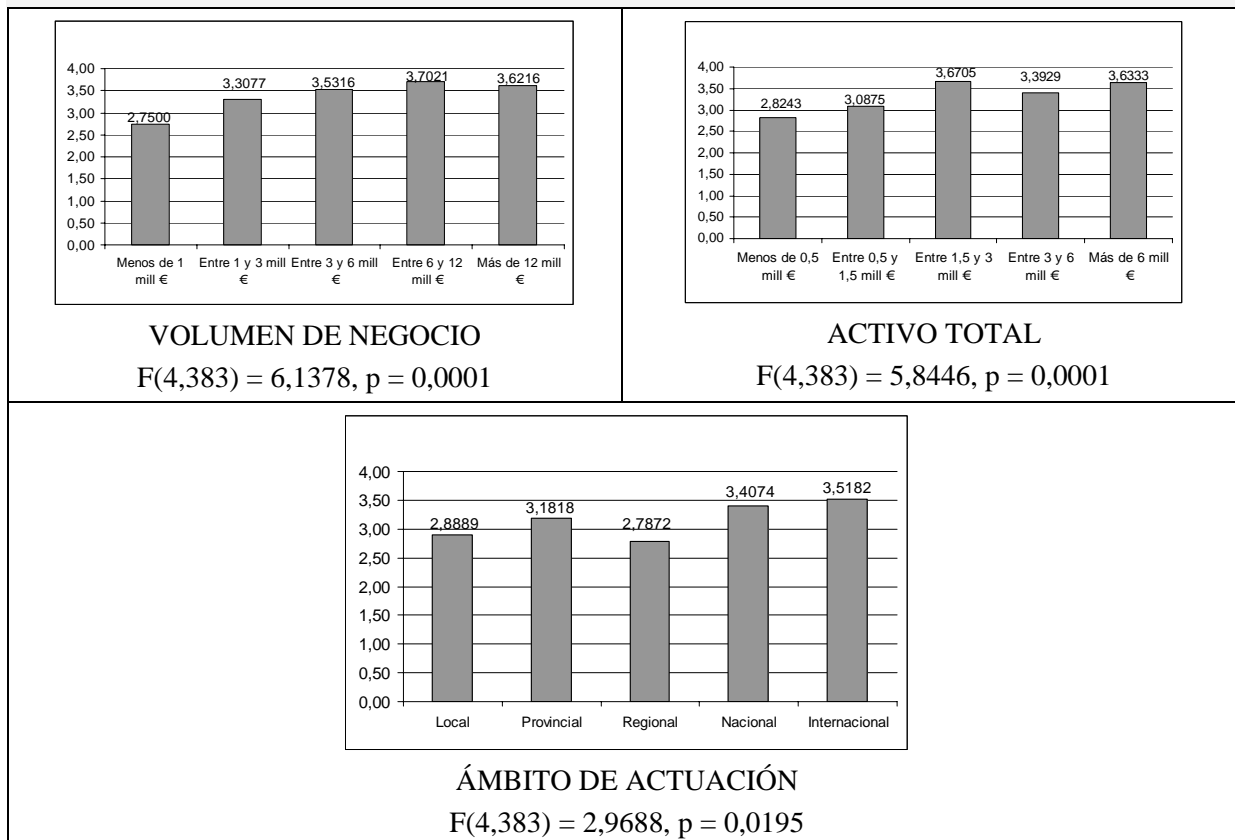 4,00
3,50
3,00
2,50
2,00
1,50
1,00
0,50
0,00
2,7500
3,3077
3,5316
3,7021
3,6216
Menos de 1 mill €
Entre 1 y 3 mill €
Entre 3 y 6 mill €
Entre 6 y 12 mill €
Más de 12 mill €
VOLUMEN DE NEGOCIO
F(4,383) = 6,1378, p = 0,0001
4,00
3,50
3,00
2,50
2,00
1,50
1,00
0,50
0,00
2,8243
3,0875
3,6705
3,3929
3,6333
Menos de 0,5 mill €
Entre 0,5 y 1,5 mill €
Entre 1,5 y 3 mill €
Entre 3 y 6 mill €
Más de 6 mill €
ACTIVO TOTAL
F(4,383) = 5,8446, p = 0,0001
4,00
3,50
3,00
2,50
2,00
1,50
1,00
0,50
0,00
2,8889
3,1818
2,7872
3,4074
3,5182
Local
Provincial
Regional
Nacional
Internacional
ÁMBITO DE ACTUACIÓN
F(4,383) = 2,9688, p = 0,0195